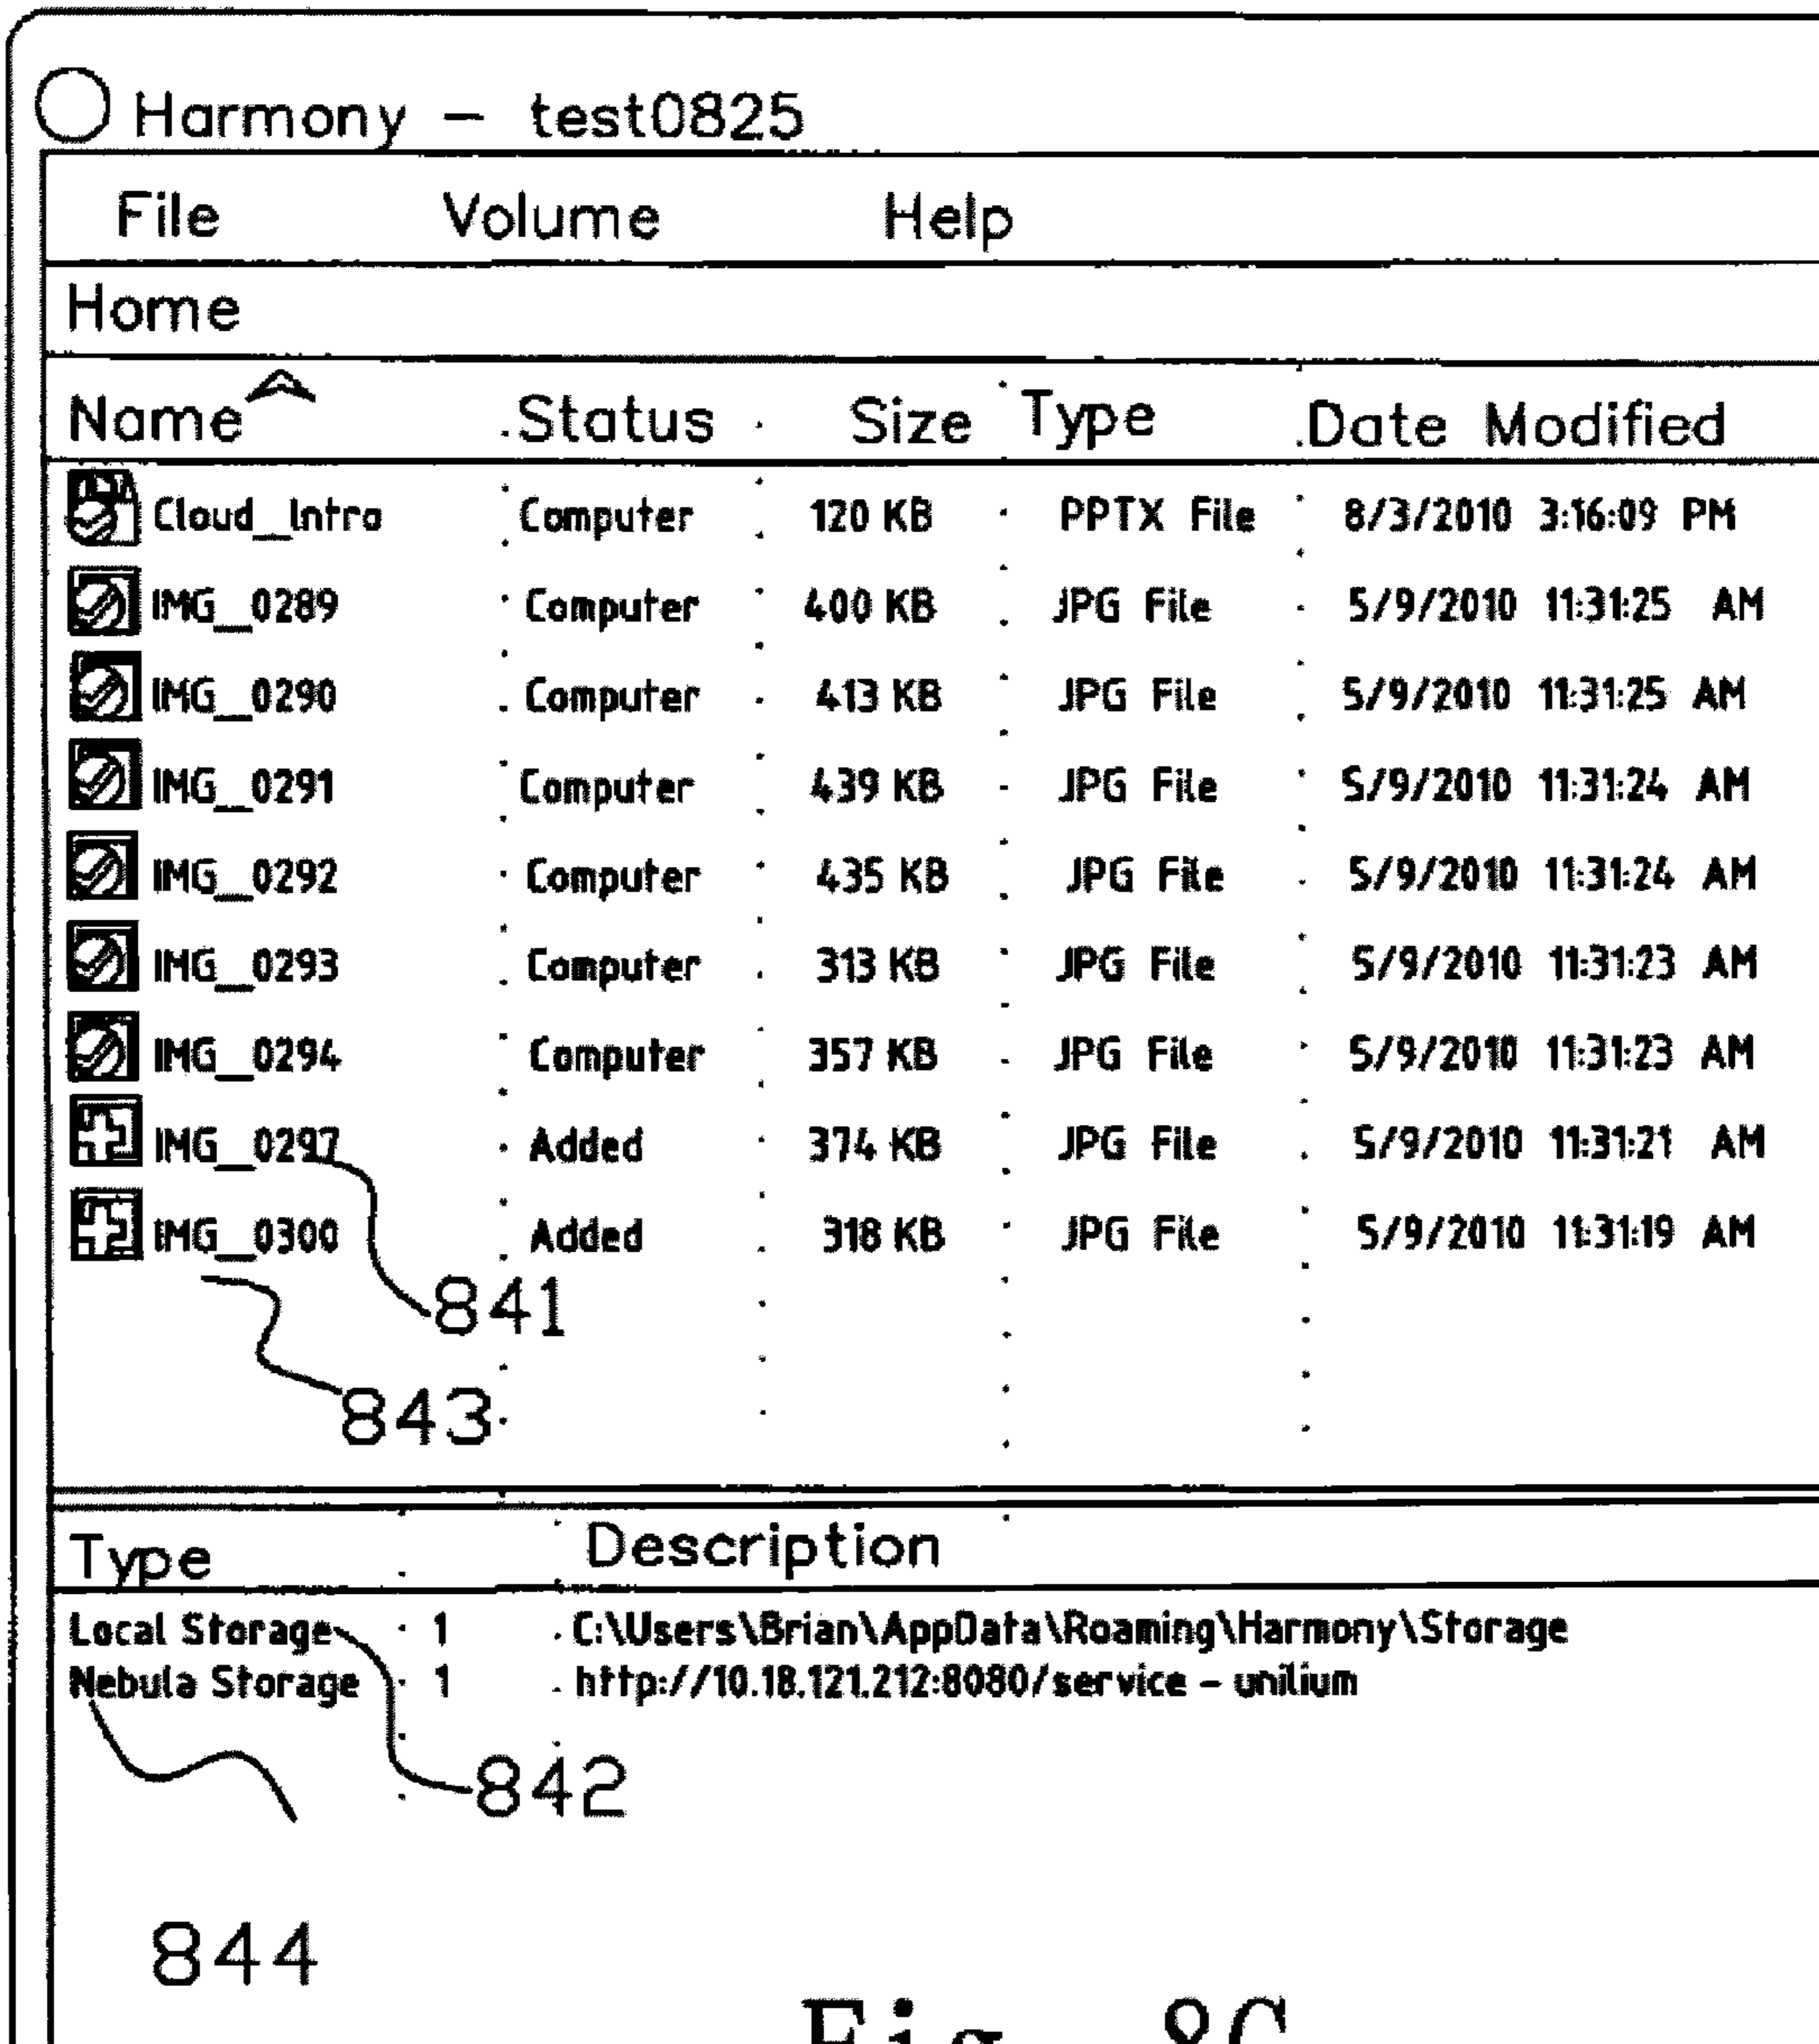 Harmony – test0825
File Volume Help
Home
Name Status Size Type Date Modified
Cloud_Intro Computer 120 KB PPTX File 8/3/2010 3:16:09 PM
IMG_0289 Computer 400 KB JPG File 5/9/2010 11:31:25 AM
IMG_0290 Computer 413 KB JPG File 5/9/2010 11:31:25 AM
IMG_0291 Computer 439 KB JPG File 5/9/2010 11:31:24 AM
IMG_0292 Computer 435 KB JPG File 5/9/2010 11:31:24 AM
IMG_0293 Computer 313 KB JPG File 5/9/2010 11:31:23 AM
IMG_0294 Computer 357 KB JPG File 5/9/2010 11:31:23 AM
IMG_0297 Added 374 KB JPG File 5/9/2010 11:31:21 AM
IMG_0300 Added 318 KB JPG File 5/9/2010 11:31:19 AM
841
843
Type Description
Local Storage 1 C:\Users\Brian\AppData\Roaming\Harmony\Storage
Nebula Storage 1 http://10.18.121.212:8080/service – unilium
842
844
Fig. 8C